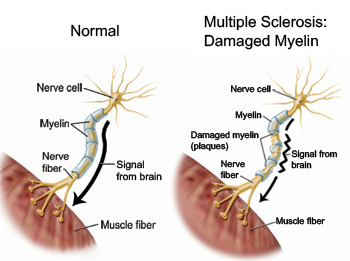 Normal
Nerve cell
Myelin
Nerve
fiber
Signal
from brain
Muscle fiber
Multiple Sclerosis:
Damaged Myelin
Nerve cell
Myelin
Damaged myelin
(plaques)
Nerve
fiber
Signal from
brain
Muscle fiber